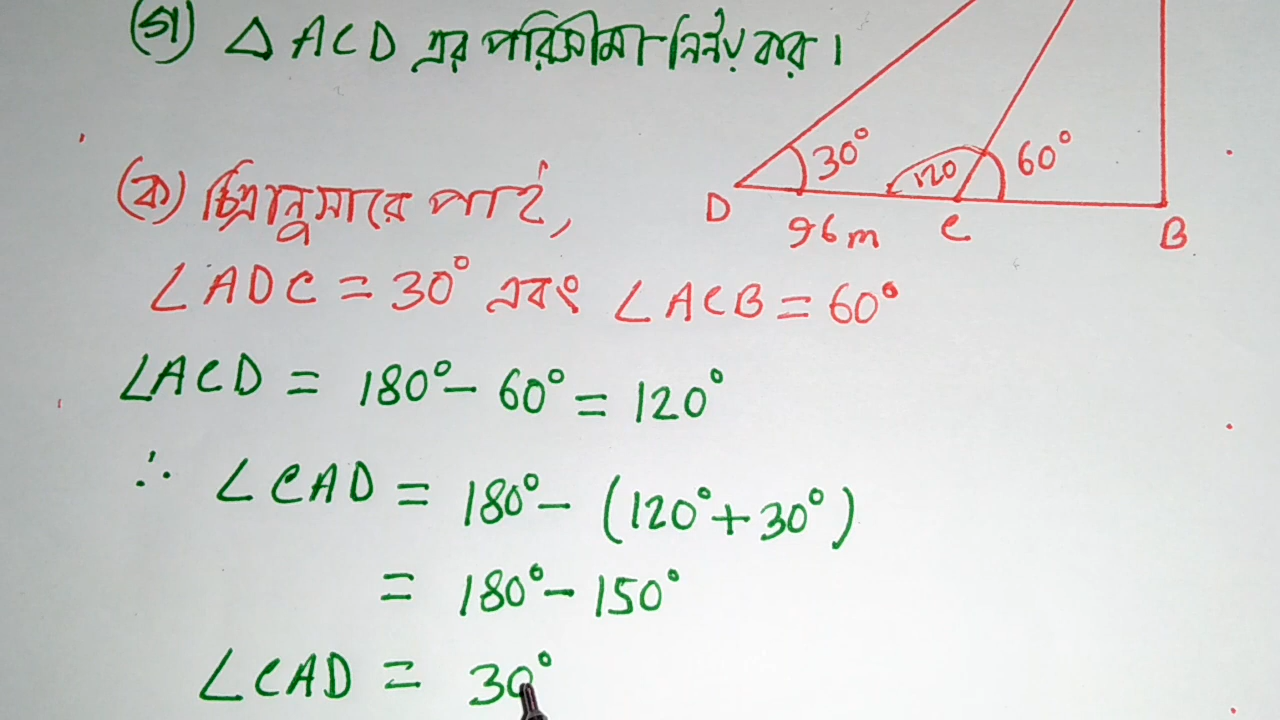 (গ) △ ACD এর পরিসীমা নির্ণয় কর।
30° 120 60°
D 96 m C B
(ক) চিত্রানুসারে পাই,
∠ADC = 30° এবং ∠ACB = 60°
∠ACD = 180° - 60° = 120°
∴ ∠CAD = 180° - (120° + 30°)
= 180° - 150°
∠CAD = 30°